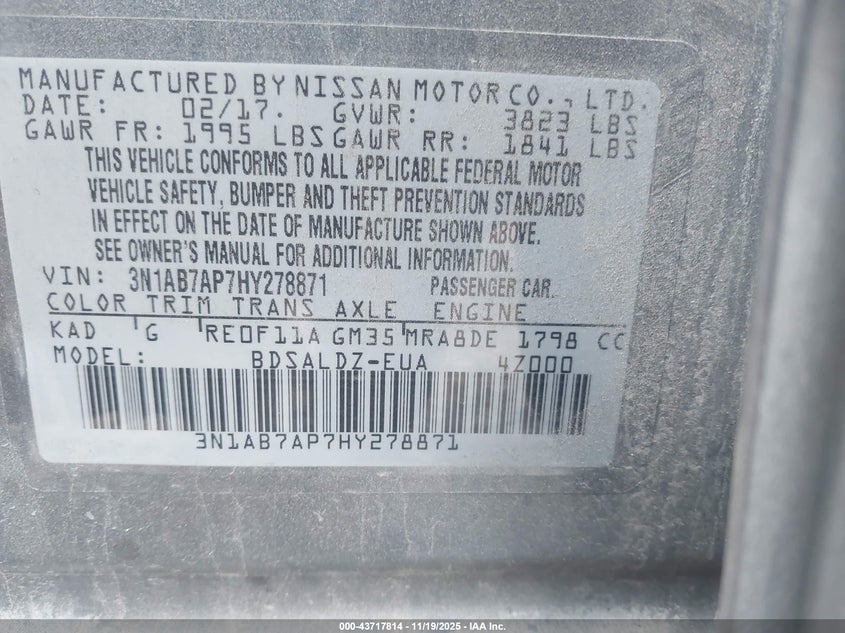 MANUFACTURED BY NISSAN MOTOR CO., LTD.
DATE: 02/17. GVWR: 3823 LBS
GAWR FR: 1995 LBS GAWR RR: 1841 LBS
THIS VEHICLE CONFORMS TO ALL APPLICABLE FEDERAL MOTOR
VEHICLE SAFETY, BUMPER AND THEFT PREVENTION STANDARDS
IN EFFECT ON THE DATE OF MANUFACTURE SHOWN ABOVE.
SEE OWNER'S MANUAL FOR ADDITIONAL INFORMATION.
VIN: 3N1AB7AP7HY278871 PASSENGER CAR.
COLOR TRIM TRANS AXLE ENGINE
KAD G RE0F11A GM35 MRA8DE 1798 CC
MODEL: BDSALDZ-EUA 4Z000
3N1AB7AP7HY278871
000-43717814 - 11/19/2025 - IAA Inc.